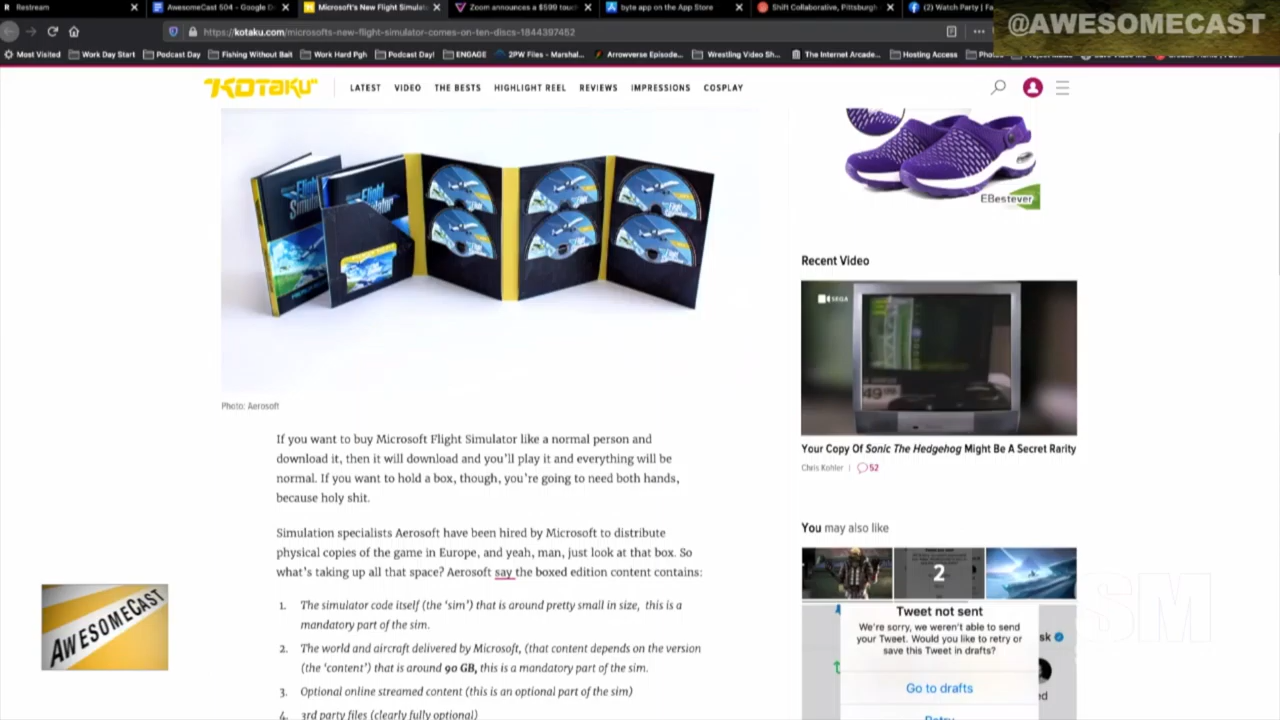 Restream
AwesomeCast 504 - Google D
Microsoft's New Flight Simulat
Zoom announces a $599 touc
byte app on the App Store
Shift Collaborative, Pittsburgh
(2) Watch Party | Fa
@AWESOMECAST
https://kotaku.com/microsofts-new-flight-simulator-comes-on-ten-discs-1844397452
Most Visited
Work Day Start
Podcast Day
Fishing Without Bait
Work Hard Pgh
Podcast Day!
ENGAGE
2PW Files - Marshal...
Arrowverse Episode...
Wrestling Video Sh...
The Internet Arcade...
Hosting Access
KOTAKU
LATEST VIDEO THE BESTS HIGHLIGHT REEL REVIEWS IMPRESSIONS COSPLAY
Flight
Simulator
EBestever
Photo: Aerosoft
If you want to buy Microsoft Flight Simulator like a normal person and
download it, then it will download and you'll play it and everything will be
normal. If you want to hold a box, though, you're going to need both hands,
because holy shit.
Simulation specialists Aerosoft have been hired by Microsoft to distribute
physical copies of the game in Europe, and yeah, man, just look at that box. So
what's taking up all that space? Aerosoft say the boxed edition content contains:
1. The simulator code itself (the 'sim') that is around pretty small in size, this is a
mandatory part of the sim.
2. The world and aircraft delivered by Microsoft, (that content depends on the version
(the 'content') that is around 90 GB, this is a mandatory part of the sim.
3. Optional online streamed content (this is an optional part of the sim)
4. 3rd party files (clearly fully optional)
Recent Video
SEGA
Your Copy Of Sonic The Hedgehog Might Be A Secret Rarity
Chris Kohler | 52
You may also like
2
Tweet not sent
We're sorry, we weren't able to send
your Tweet. Would you like to retry or
save this Tweet in drafts?
Go to drafts
Retry
sk
ed
SM
AWESOMECAST